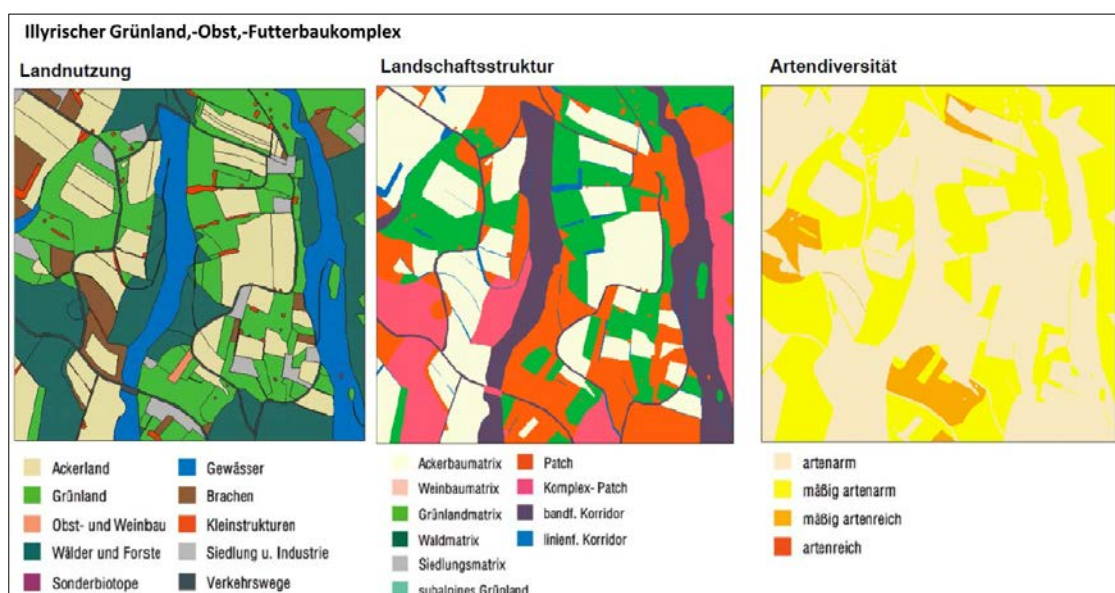 Illyrischer Grünland,-Obst,-Futterbaukomplex
Landnutzung
Ackerland
Grünland
Obst- und Weinbau
Wälder und Forste
Sonderbiotope
Gewässer
Brachen
Kleinstrukturen
Siedlung u. Industrie
Verkehrswege
Landschaftsstruktur
Ackerbaumatrix
Weinbaumatrix
Grünlandmatrix
Waldmatrix
Siedlungsmatrix
subalpines Grünland
Patch
Komplex- Patch
bandf. Korridor
linienf. Korridor
Artendiversität
artenarm
mäßig artenarm
mäßig artenreich
artenreich